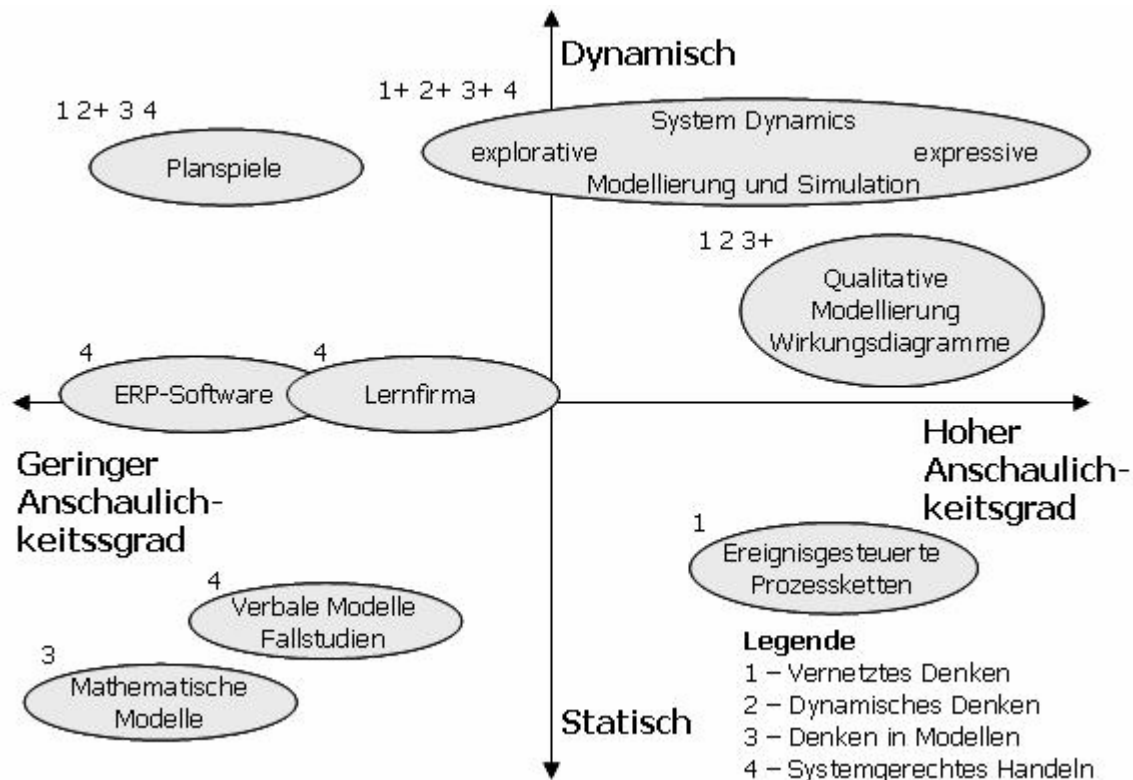 Dynamisch
1+ 2+ 3+ 4
1 2+ 3 4
System Dynamics
explorative expressive
Modellierung und Simulation
Planspiele
1 2 3+
Qualitative
Modellierung
Wirkungsdiagramme
4
ERP-Software
4
Lernfirma
Geringer
Anschaulich-
keitssgrad
Hoher
Anschaulich-
keitsgrad
1
Ereignisgesteuerte
Prozessketten
4
Verbale Modelle
Fallstudien
3
Mathematische
Modelle
Statisch
Legende
1 – Vernetztes Denken
2 – Dynamisches Denken
3 – Denken in Modellen
4 – Systemgerechtes Handeln